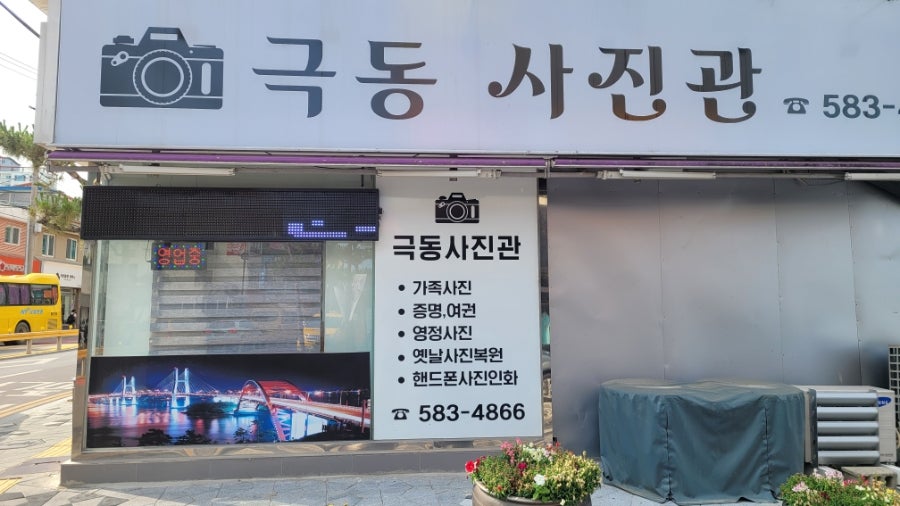 극동 사진관 ☎ 583-4
영업중
극동사진관
• 가족사진
• 증명,여권
• 영정사진
• 옛날사진복원
• 핸드폰사진인화
☎ 583-4866